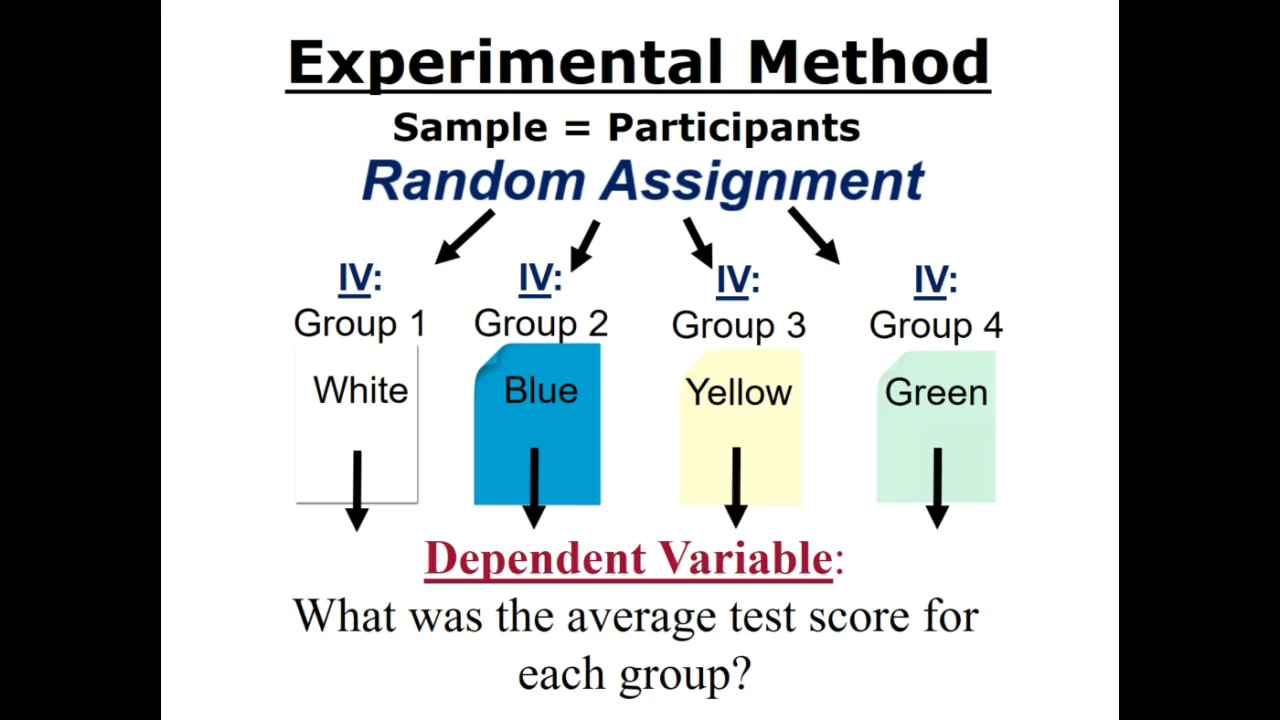 Experimental Method
Sample = Participants
Random Assignment
IV: IV: IV: IV:
Group 1 Group 2 Group 3 Group 4
White Blue Yellow Green
Dependent Variable:
What was the average test score for
each group?